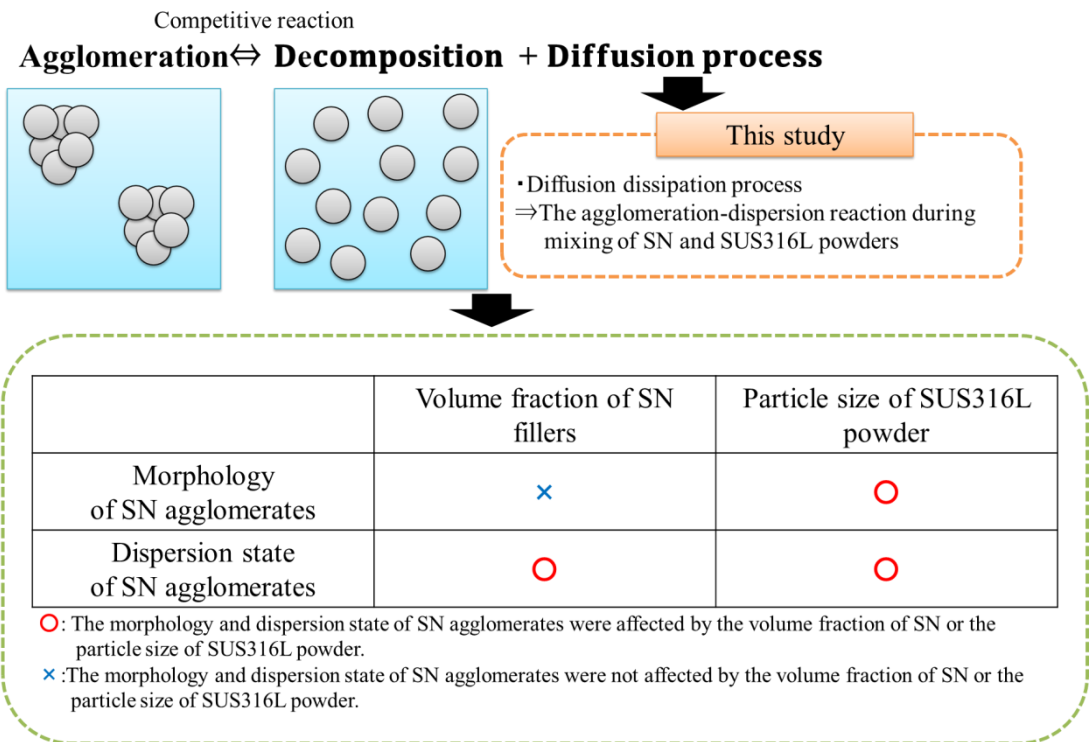 Competitive reaction
Agglomeration⇔ Decomposition + Diffusion process
This study
・Diffusion dissipation process
⇒The agglomeration-dispersion reaction during
mixing of SN and SUS316L powders
Volume fraction of SN
fillers
Particle size of SUS316L
powder
Morphology
of SN agglomerates
×
○
Dispersion state
of SN agglomerates
○
○
○: The morphology and dispersion state of SN agglomerates were affected by the volume fraction of SN or the
particle size of SUS316L powder.
× :The morphology and dispersion state of SN agglomerates were not affected by the volume fraction of SN or the
particle size of SUS316L powder.